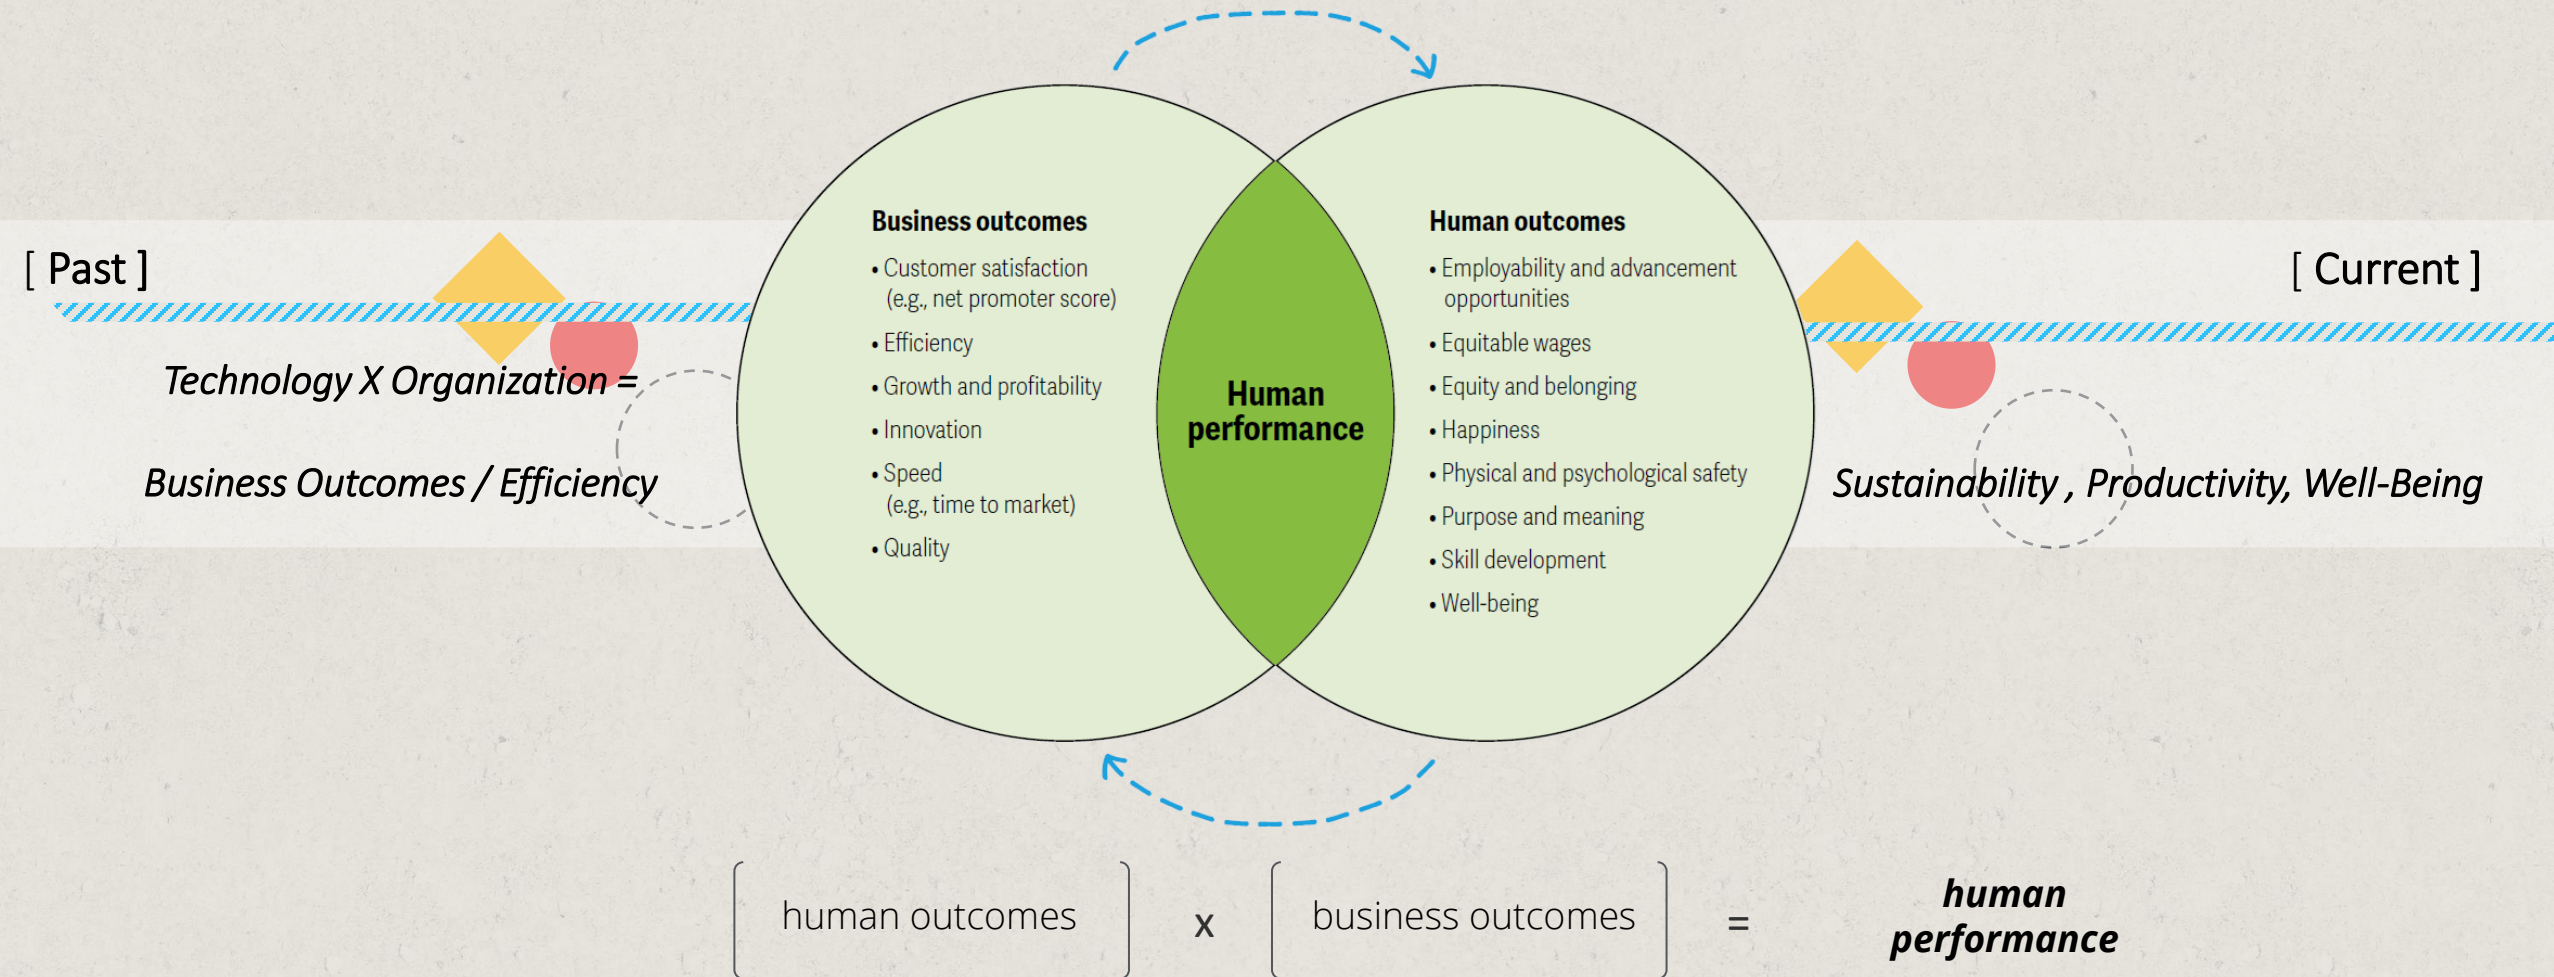 [ Past ]
Technology X Organization =
Business Outcomes / Efficiency
Business outcomes
• Customer satisfaction
(e.g., net promoter score)
• Efficiency
• Growth and profitability
• Innovation
• Speed
(e.g., time to market)
• Quality
Human
performance
Human outcomes
• Employability and advancement
opportunities
• Equitable wages
• Equity and belonging
• Happiness
• Physical and psychological safety
• Purpose and meaning
• Skill development
• Well-being
[ Current ]
Sustainability , Productivity, Well-Being
human outcomes x business outcomes = human
performance